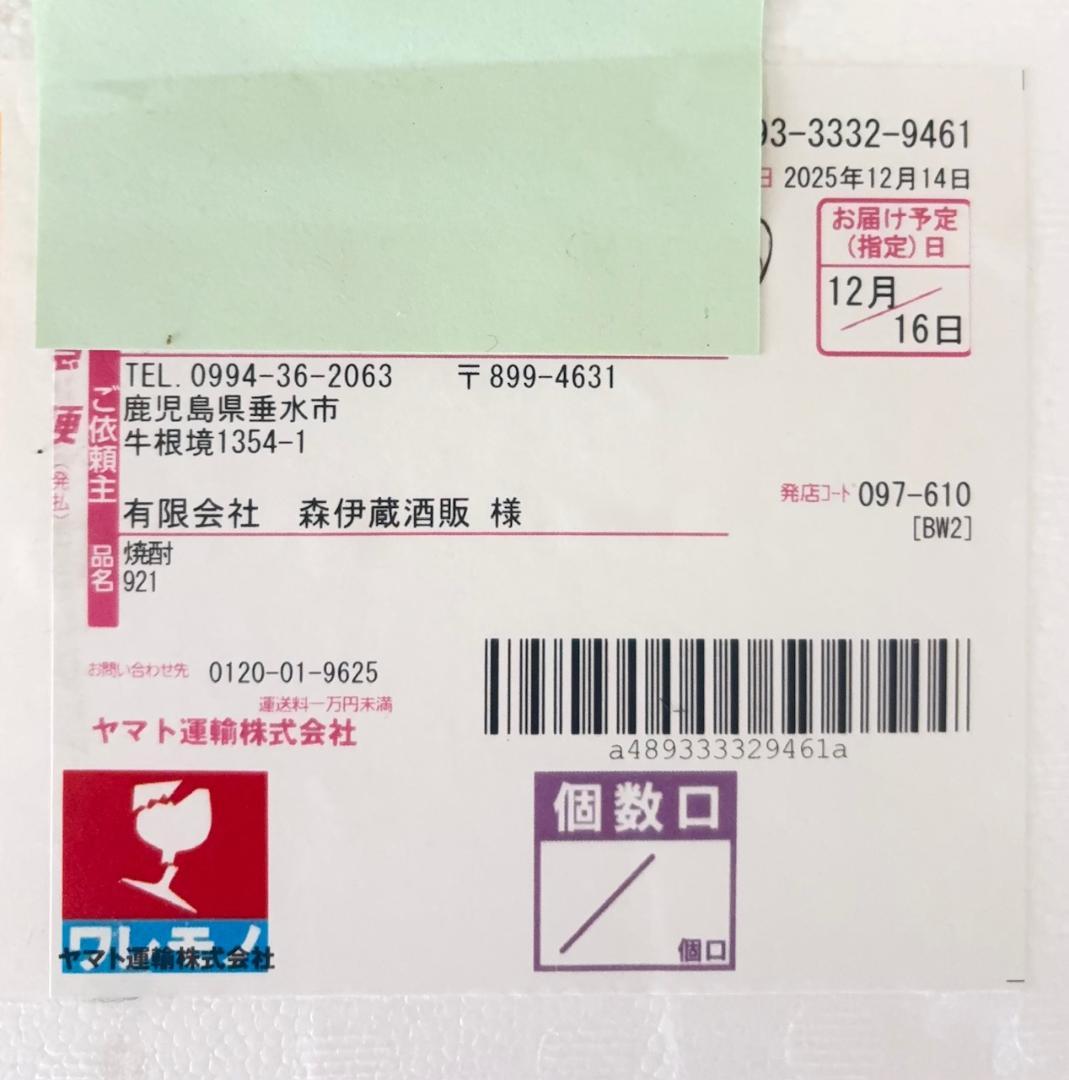 93-3332-9461
日 2025年12月14日
お届け予定
(指定)日
12月
16日
TEL. 0994-36-2063 〒899-4631
鹿児島県垂水市
牛根境1354-1
ご依頼主
便
(発払)
有限会社 森伊蔵酒販 様
発店コード 097-610
[BW2]
品名
焼酎
921
お問い合わせ先 0120-01-9625
運送料一万円未満
ヤマト運輸株式会社
a489333329461a
ワレモノ
ヤマト運輸株式会社
個数口
個口